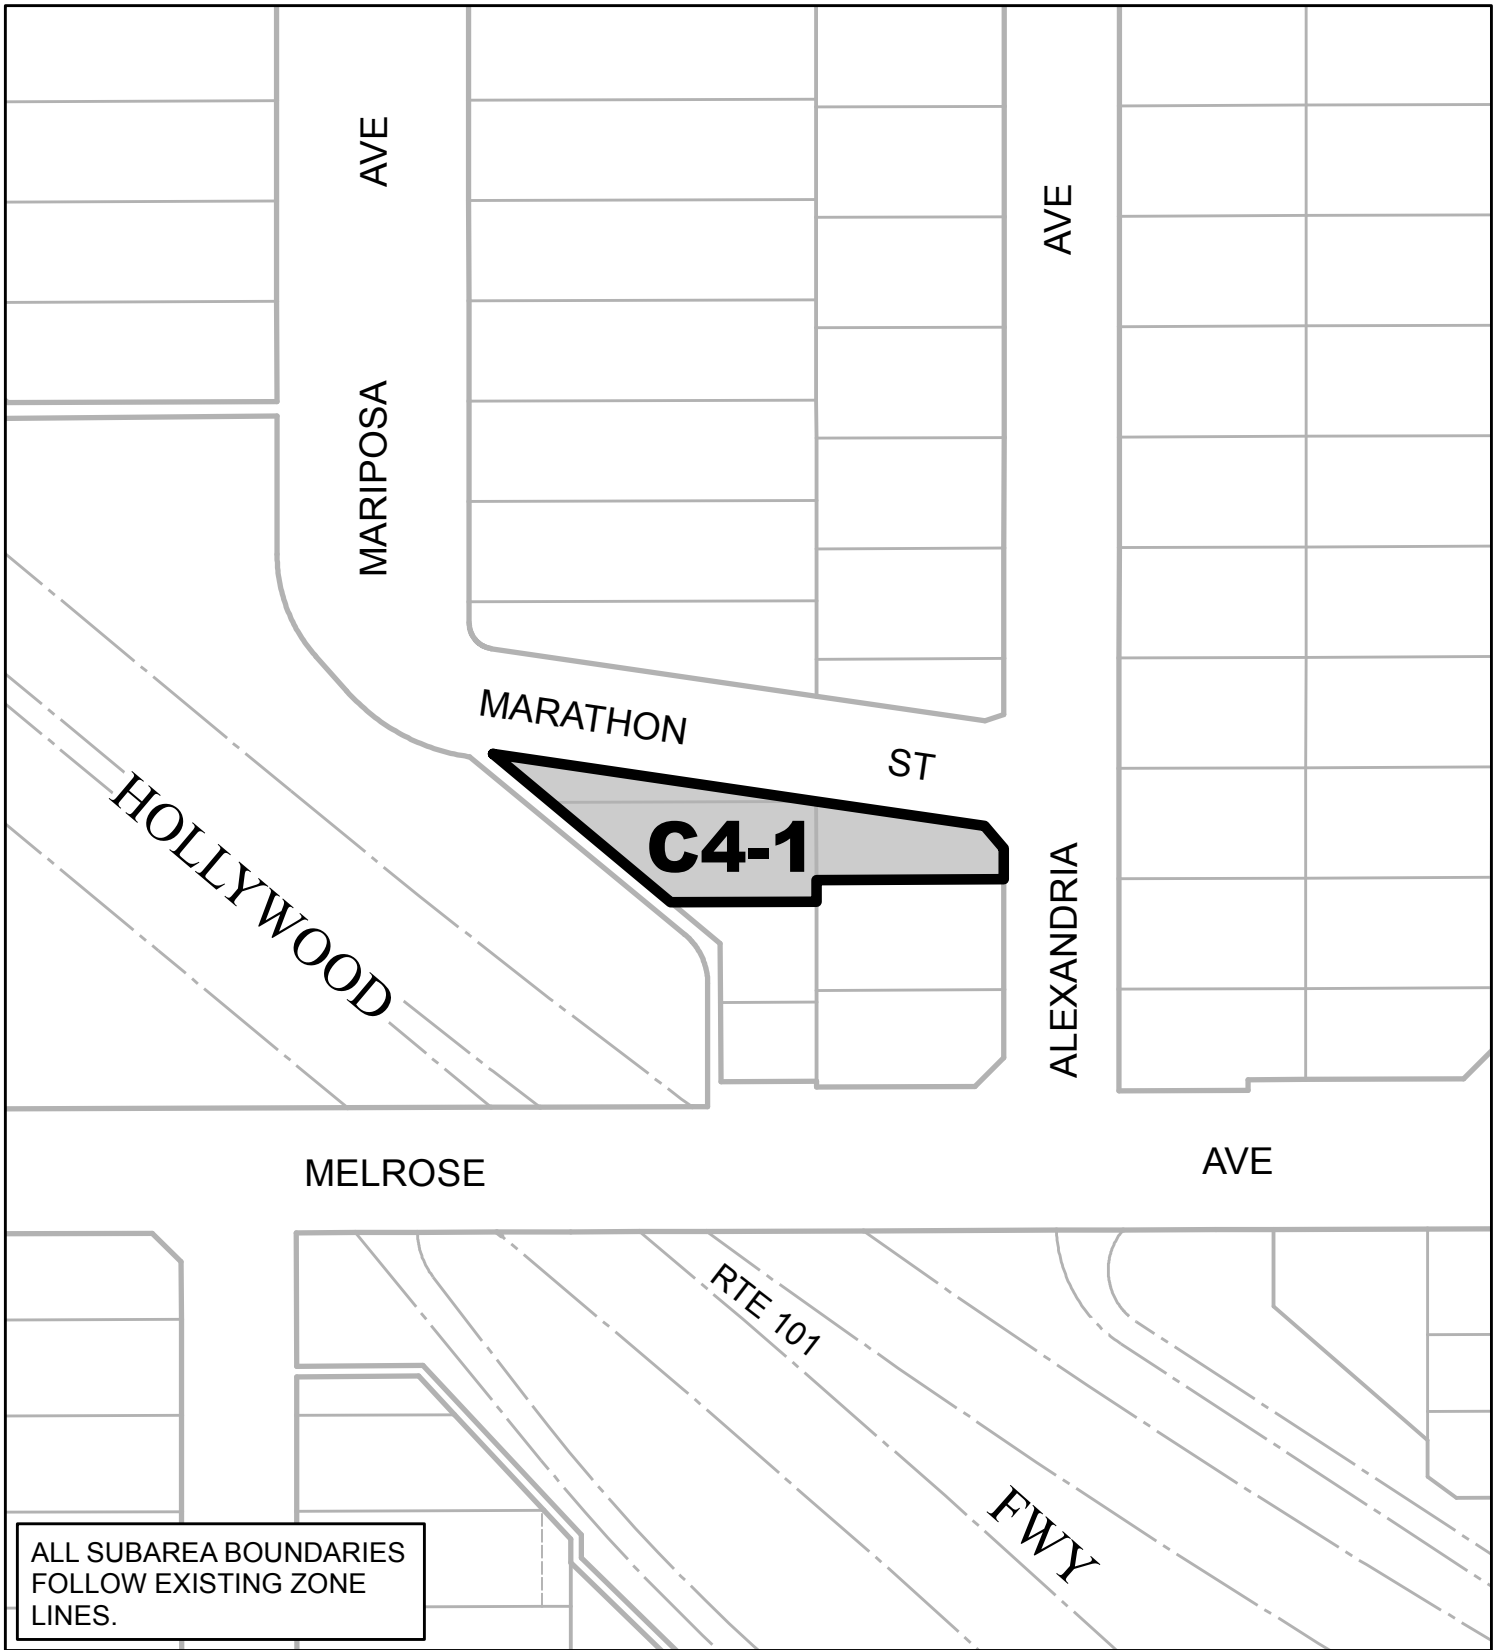 AVE
AVE
MARIPOSA
MARATHON
ST
HOLLYWOOD
C4-1
ALEXANDRIA
MELROSE
AVE
RTE 101
FWY
ALL SUBAREA BOUNDARIES
FOLLOW EXISTING ZONE
LINES.